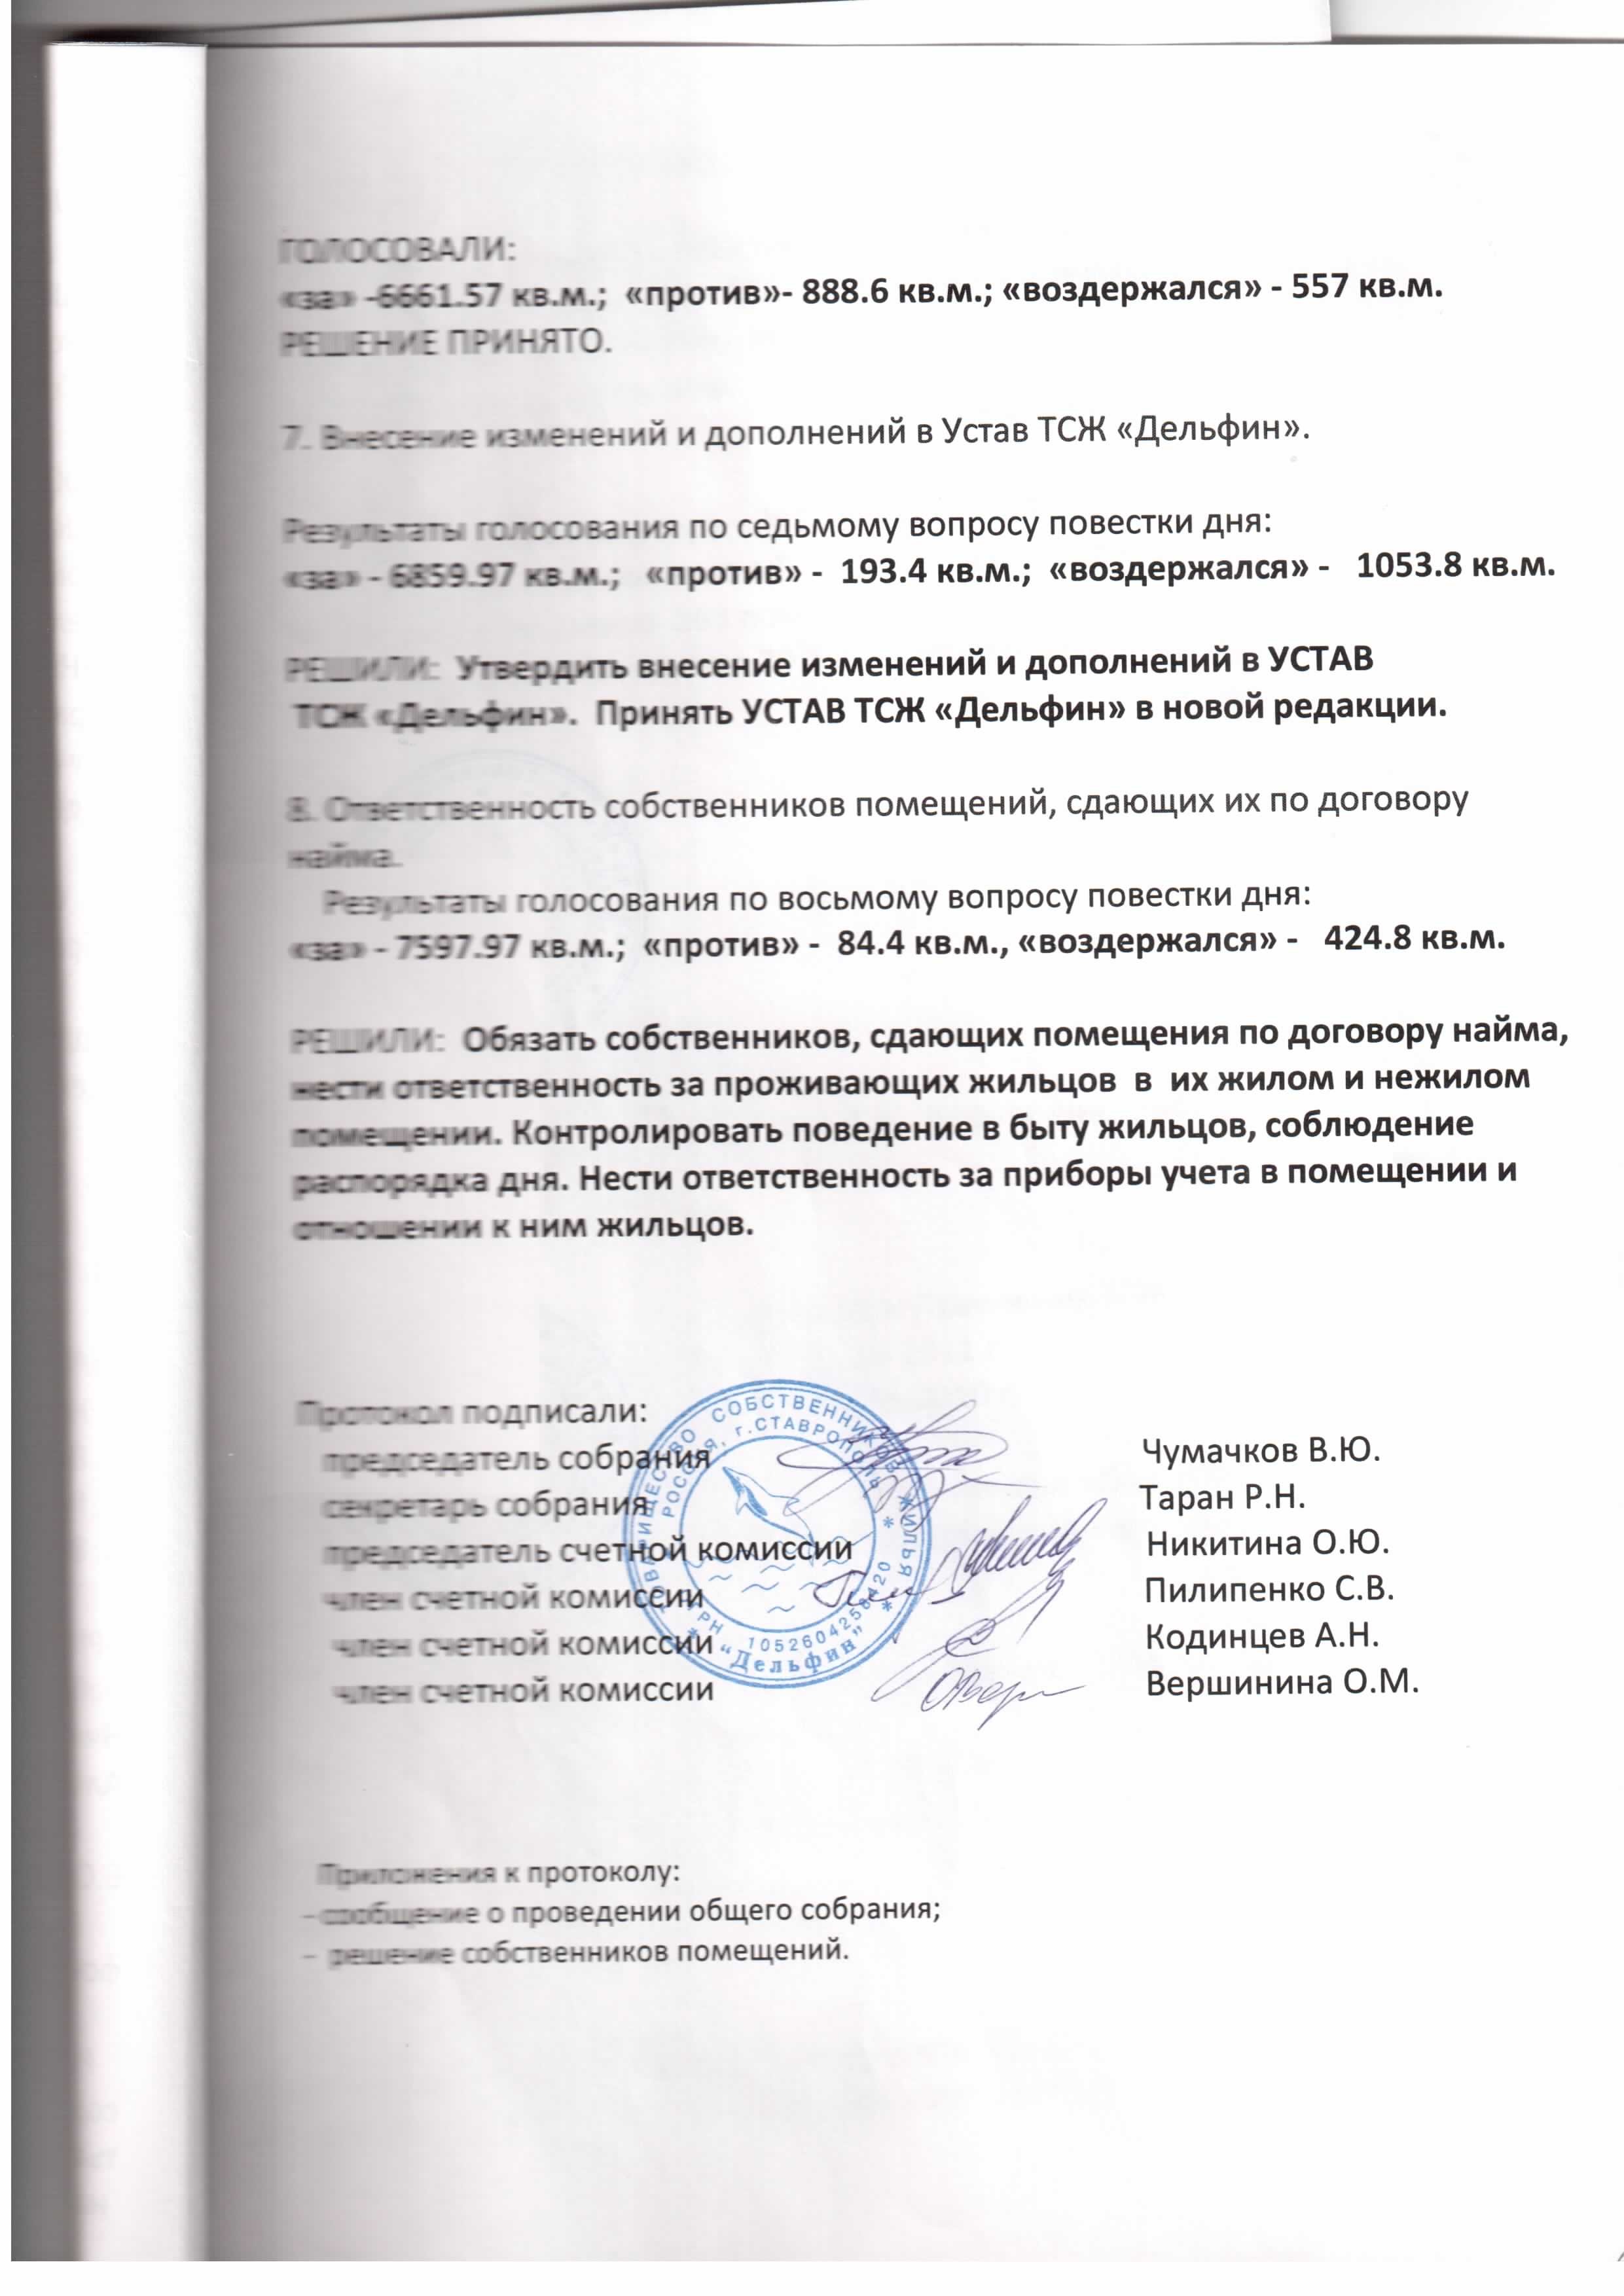 ГОЛОСОВАЛИ:
«за» -6661.57 кв.м.; «против»- 888.6 кв.м.; «воздержался» - 557 кв.м.
РЕШЕНИЕ ПРИНЯТО.
7. Внесение изменений и дополнений в Устав ТСЖ «Дельфин».
Результаты голосования по седьмому вопросу повестки дня:
«за» - 6859.97 кв.м.; «против» - 193.4 кв.м.; «воздержался» - 1053.8 кв.м.
РЕШИЛИ: Утвердить внесение изменений и дополнений в УСТАВ
ТСЖ «Дельфин». Принять УСТАВ ТСЖ «Дельфин» в новой редакции.
8. Ответственность собственников помещений, сдающих их по договору
найма.
Результаты голосования по восьмому вопросу повестки дня:
«за» - 7597.97 кв.м.; «против» - 84.4 кв.м., «воздержался» - 424.8 кв.м.
РЕШИЛИ: Обязать собственников, сдающих помещения по договору найма,
нести ответственность за проживающих жильцов в их жилом и нежилом
помещении. Контролировать поведение в быту жильцов, соблюдение
распорядка дня. Нести ответственность за приборы учета в помещении и
отношении к ним жильцов.
Протокол подписали:
председатель собрания Чумачков В.Ю.
секретарь собрания Таран Р.Н.
председатель счетной комиссии Никитина О.Ю.
член счетной комиссии Пилипенко С.В.
член счетной комиссии Кодинцев А.Н.
член счетной комиссии Вершинина О.М.
ТОВАРИЩЕСТВО СОБСТВЕННИКОВ ЖИЛЬЯ
РОССИЯ, г.СТАВРОПОЛЬ
"Дельфин"
Приложения к протоколу:
- сообщение о проведении общего собрания;
- решение собственников помещений.